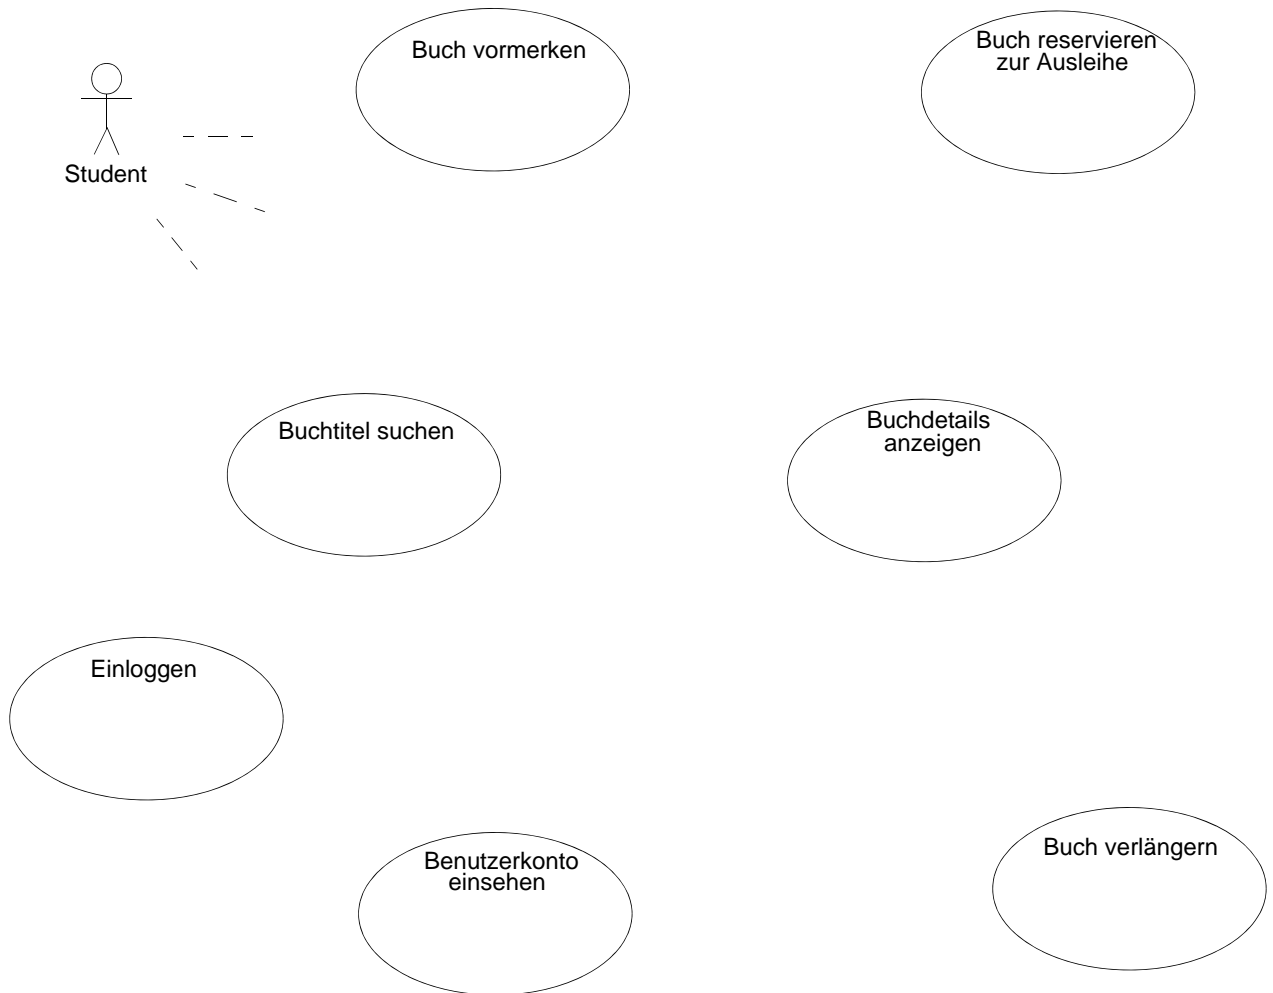 Buch vormerken
Buch reservieren
zur Ausleihe
Student
Buchtitel suchen
Buchdetails
anzeigen
Einloggen
Benutzerkonto
einsehen
Buch verlängern